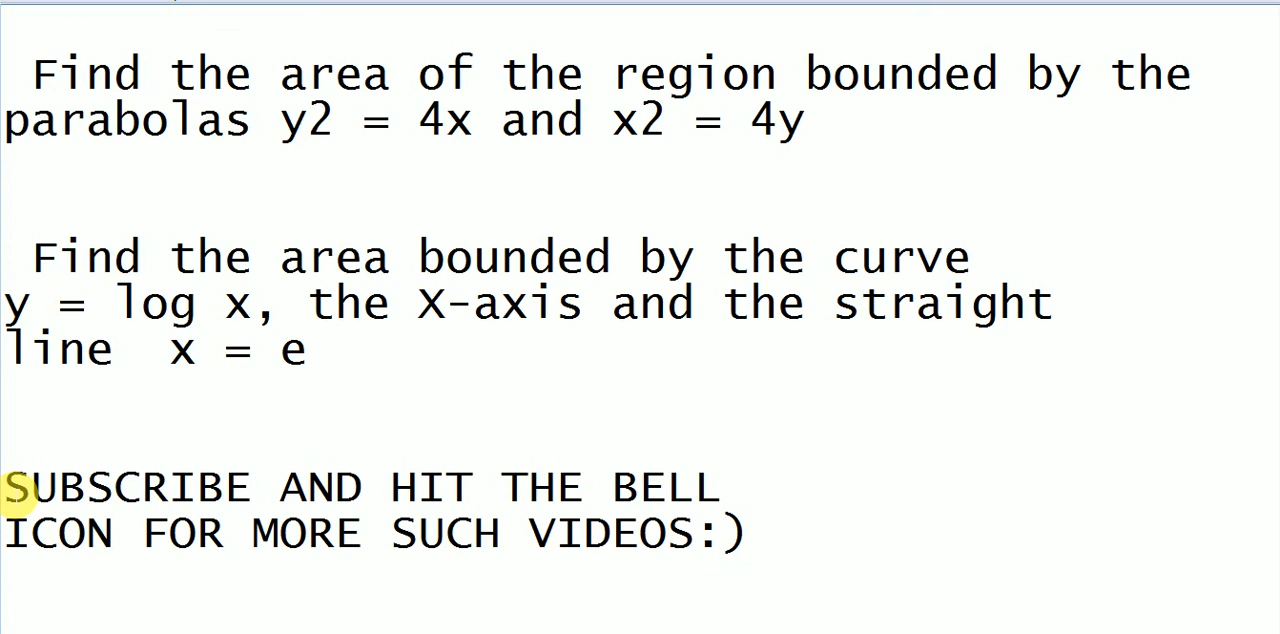 Find the area of the region bounded by the
parabolas y2 = 4x and x2 = 4y
Find the area bounded by the curve
y = log x, the X-axis and the straight
line x = e
SUBSCRIBE AND HIT THE BELL
ICON FOR MORE SUCH VIDEOS:)